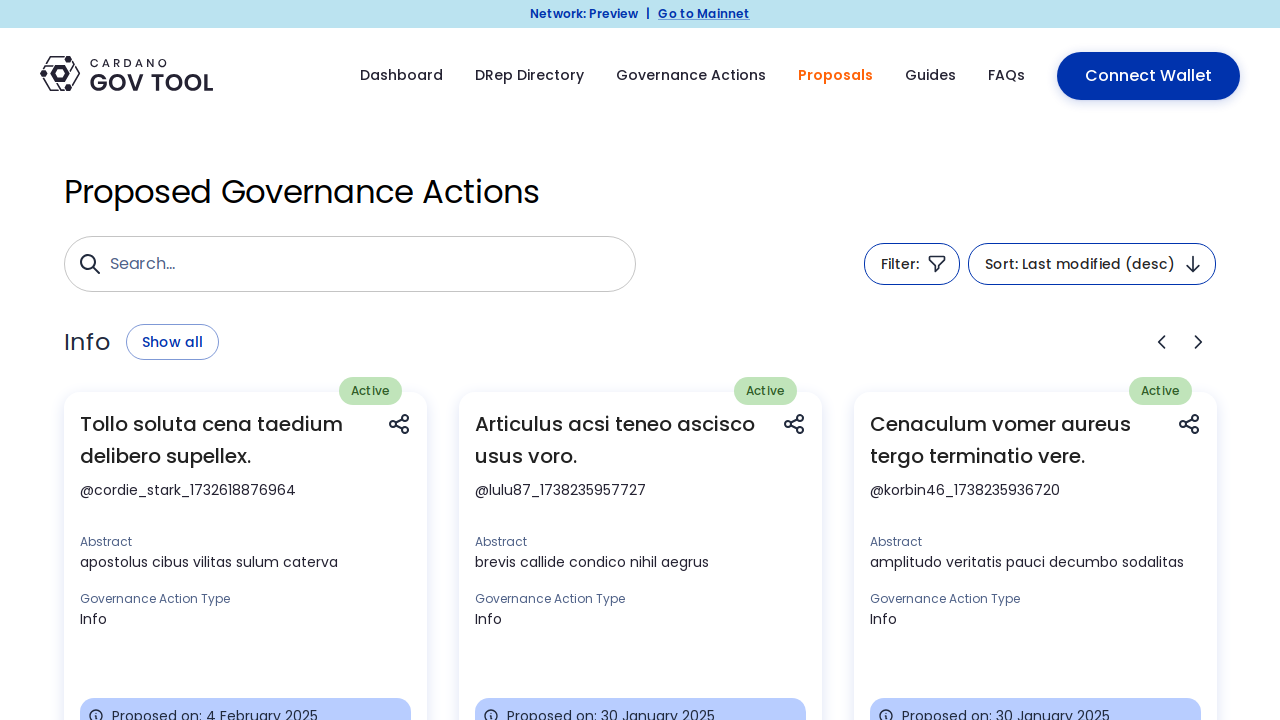 Network: Preview | Go to Mainnet
CARDANO
GOV TOOL
Dashboard
DRep Directory
Governance Actions
Proposals
Guides
FAQs
Connect Wallet
Proposed Governance Actions
Search...
Filter:
Sort: Last modified (desc)
Info
Show all
Active
Tollo soluta cena taedium
delibero supellex.
@cordie_stark_1732618876964
Abstract
apostolus cibus vilitas sulum caterva
Governance Action Type
Info
Proposed on: 4 February 2025
Active
Articulus acsi teneo ascisco
usus voro.
@lulu87_1738235957727
Abstract
brevis callide condico nihil aegrus
Governance Action Type
Info
Proposed on: 30 January 2025
Active
Cenaculum vomer aureus
tergo terminatio vere.
@korbin46_1738235936720
Abstract
amplitudo veritatis pauci decumbo sodalitas
Governance Action Type
Info
Proposed on: 30 January 2025